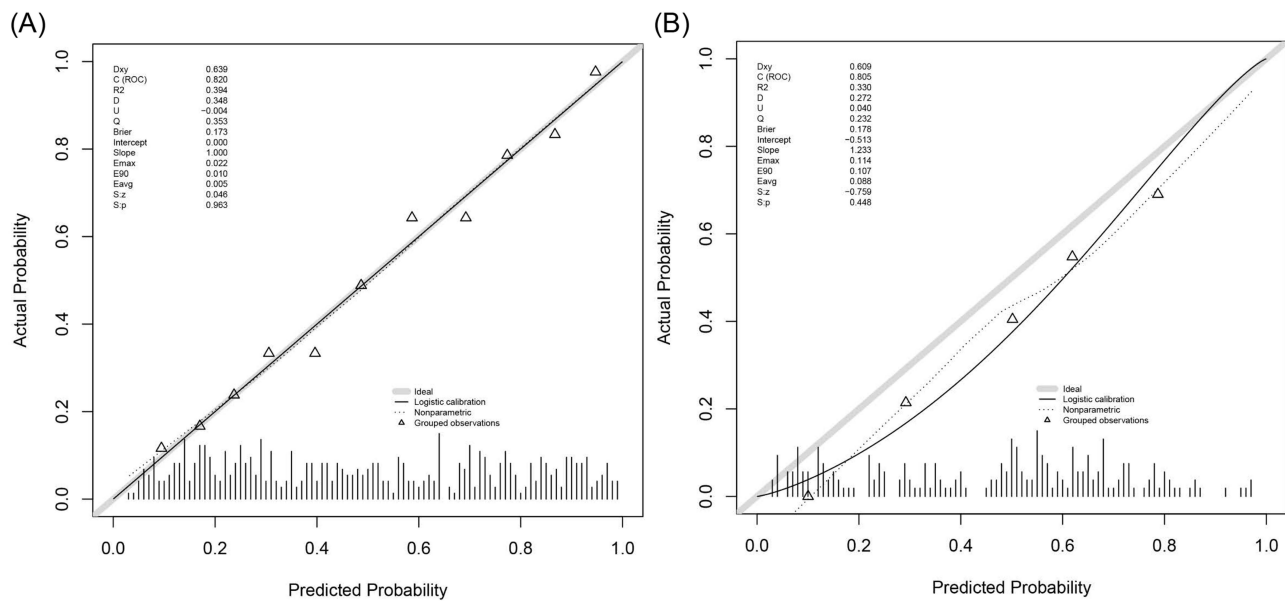 (A)
Dxy 0.639
C (ROC) 0.820
R2 0.394
D 0.348
U −0.004
Q 0.353
Brier 0.173
Intercept 0.000
Slope 1.000
Emax 0.022
E90 0.010
Eavg 0.005
S:z 0.046
S:p 0.963
Actual Probability
1.0
0.8
0.6
0.4
0.2
0.0
Ideal
Logistic calibration
Nonparametric
Grouped observations
0.0 0.2 0.4 0.6 0.8 1.0
Predicted Probability
(B)
Dxy 0.609
C (ROC) 0.805
R2 0.330
D 0.272
U 0.040
Q 0.232
Brier 0.178
Intercept −0.513
Slope 1.233
Emax 0.114
E90 0.107
Eavg 0.088
S:z −0.759
S:p 0.448
Actual Probability
1.0
0.8
0.6
0.4
0.2
0.0
Ideal
Logistic calibration
Nonparametric
Grouped observations
0.0 0.2 0.4 0.6 0.8 1.0
Predicted Probability